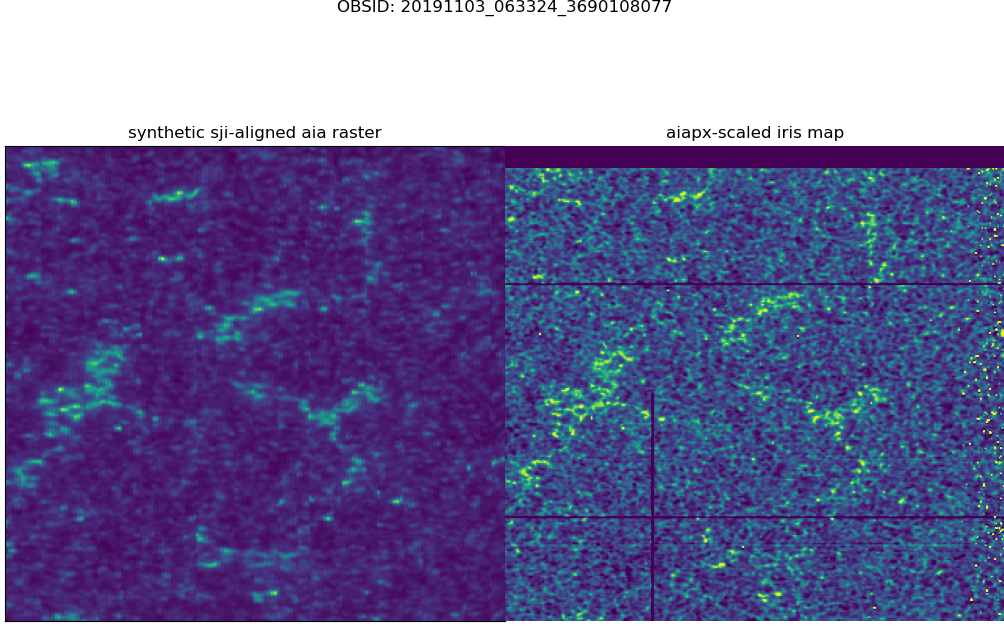 OBSID: 20191103_063324_3690108077
synthetic sji-aligned aia raster
aiapx-scaled iris map